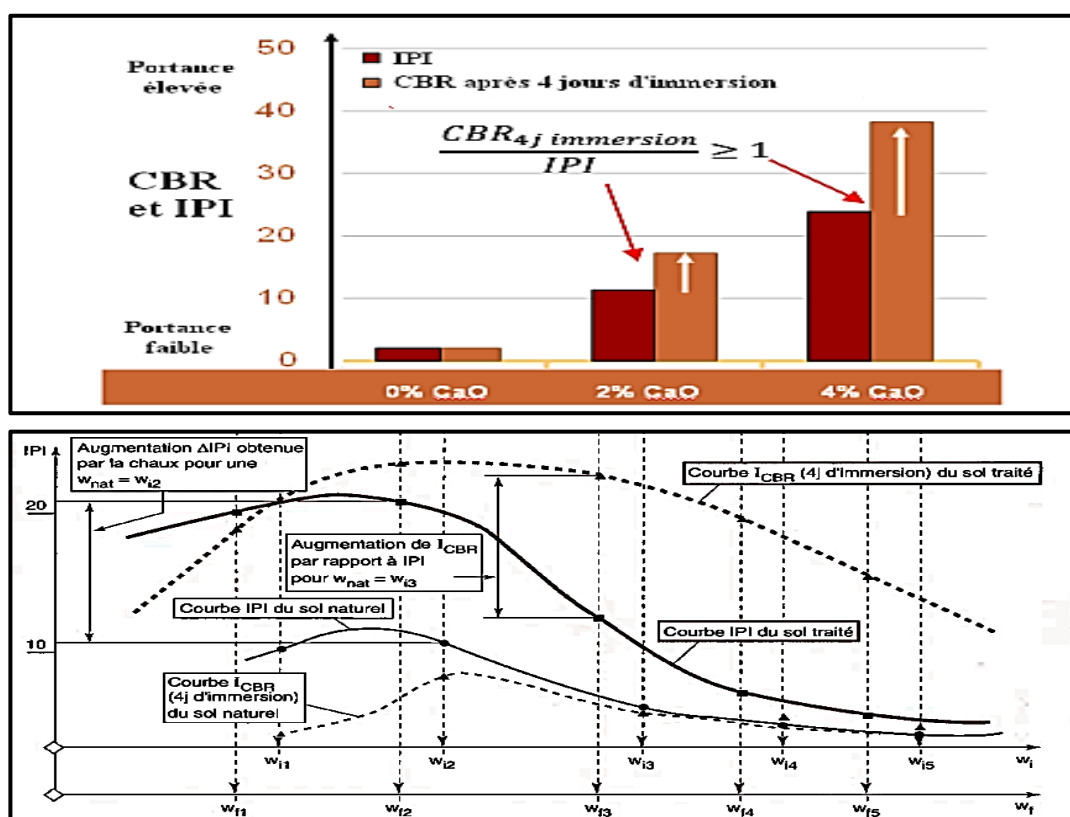 50
Portance
élevée
IPI
CBR après 4 jours d'immersion
40
CBR4j immersion
IPI
≥ 1
30
CBR
et IPI
20
10
Portance
faible
0
0% CaO
2% CaO
4% CaO
IPI
Augmentation ΔIPI obtenue
par la chaux pour une
wnat = wi2
Courbe ICBR (4j d'immersion) du sol traité
20
Augmentation de ICBR
par rapport à IPI
pour wnat = wi3
Courbe IPI du sol naturel
Courbe IPI du sol traité
10
Courbe ICBR
(4j d'immersion)
du sol naturel
wi1 wi2 wi3 wi4 wi5 wi
wf1 wf2 wf3 wf4 wf5 wf